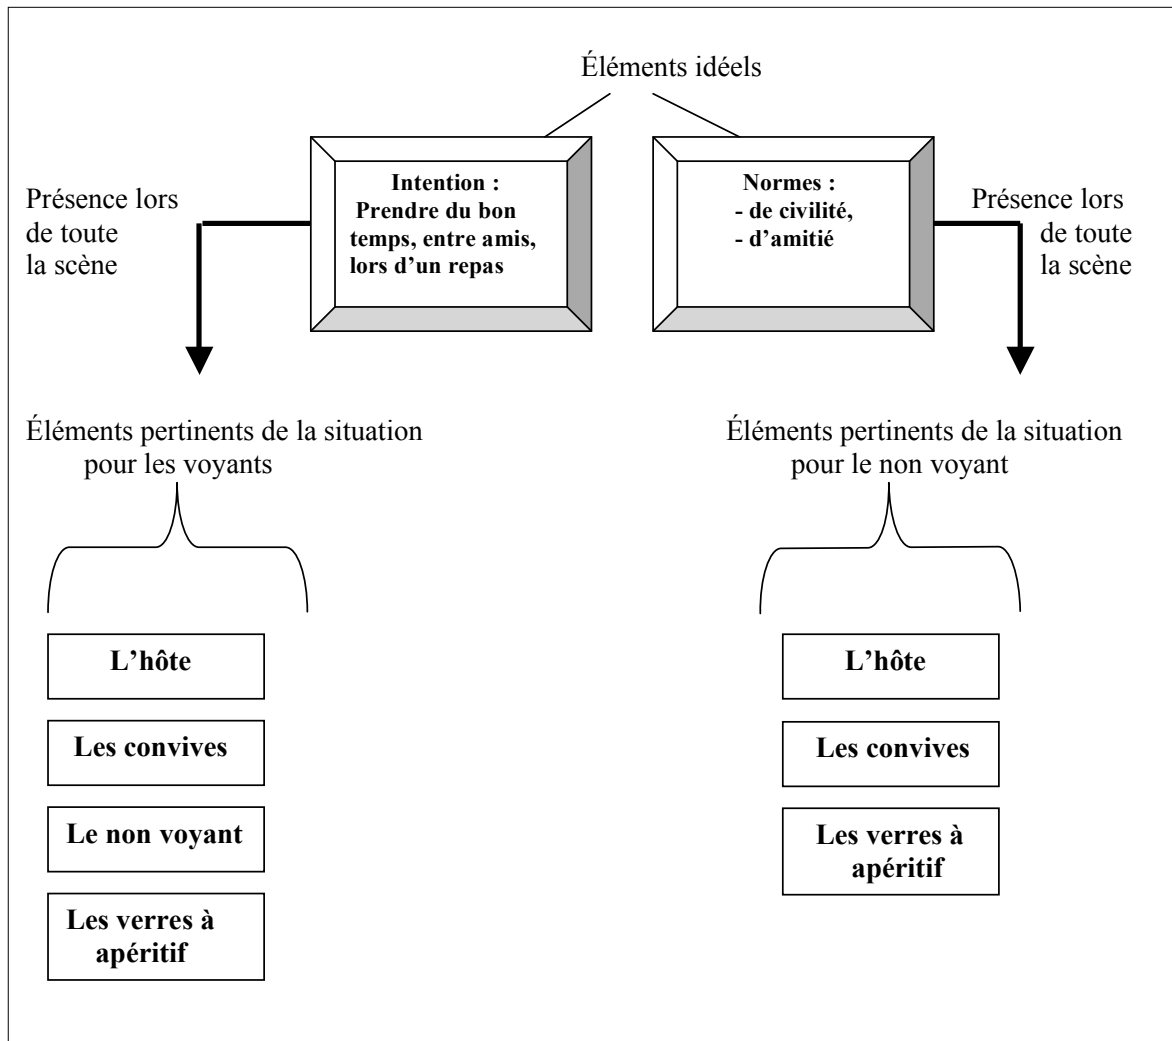 Éléments idéels
Intention :
Prendre du bon
temps, entre amis,
lors d’un repas
Normes :
- de civilité,
- d’amitié
Présence lors
de toute
la scène
Présence lors
de toute
la scène
Éléments pertinents de la situation
pour les voyants
Éléments pertinents de la situation
pour le non voyant
L’hôte
Les convives
Le non voyant
Les verres à
apéritif
L’hôte
Les convives
Les verres à
apéritif